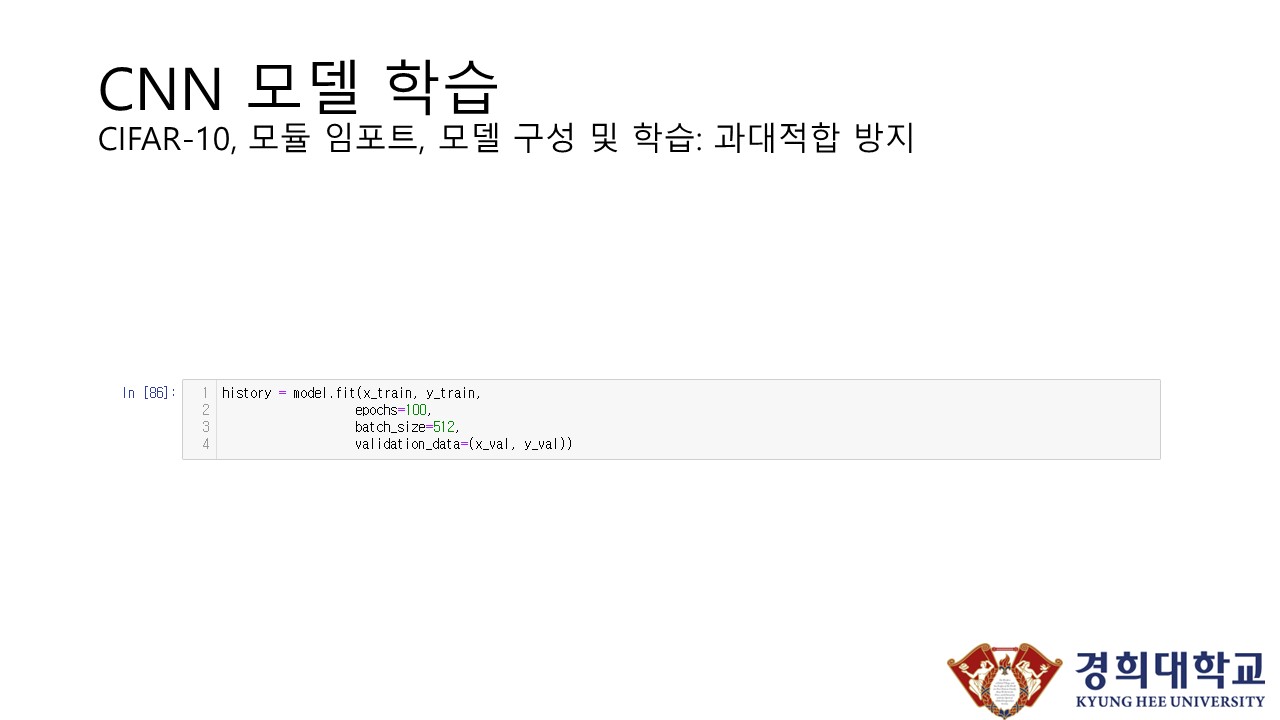 CNN 모델 학습
CIFAR-10, 모듈 임포트, 모델 구성 및 학습: 과대적합 방지
In [86]:
1 history = model.fit(x_train, y_train,
2 epochs=100,
3 batch_size=512,
4 validation_data=(x_val, y_val))
경희대학교
KYUNG HEE UNIVERSITY